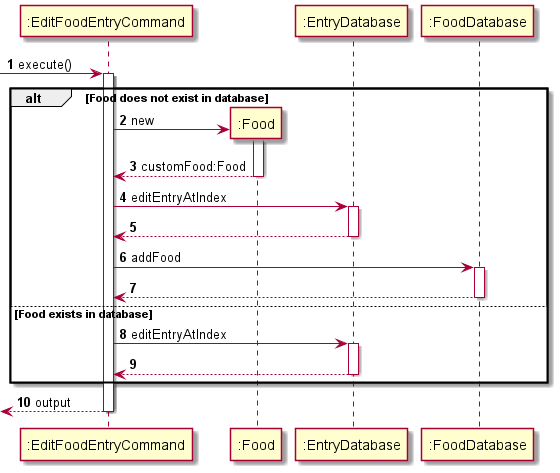 :EditFoodEntryCommand
:EntryDatabase
:FoodDatabase
1 execute()
alt
[Food does not exist in database]
2 new
:Food
3 customFood:Food
4 editEntryAtIndex
5
6 addFood
7
[Food exists in database]
8 editEntryAtIndex
9
10 output
:EditFoodEntryCommand
:Food
:EntryDatabase
:FoodDatabase